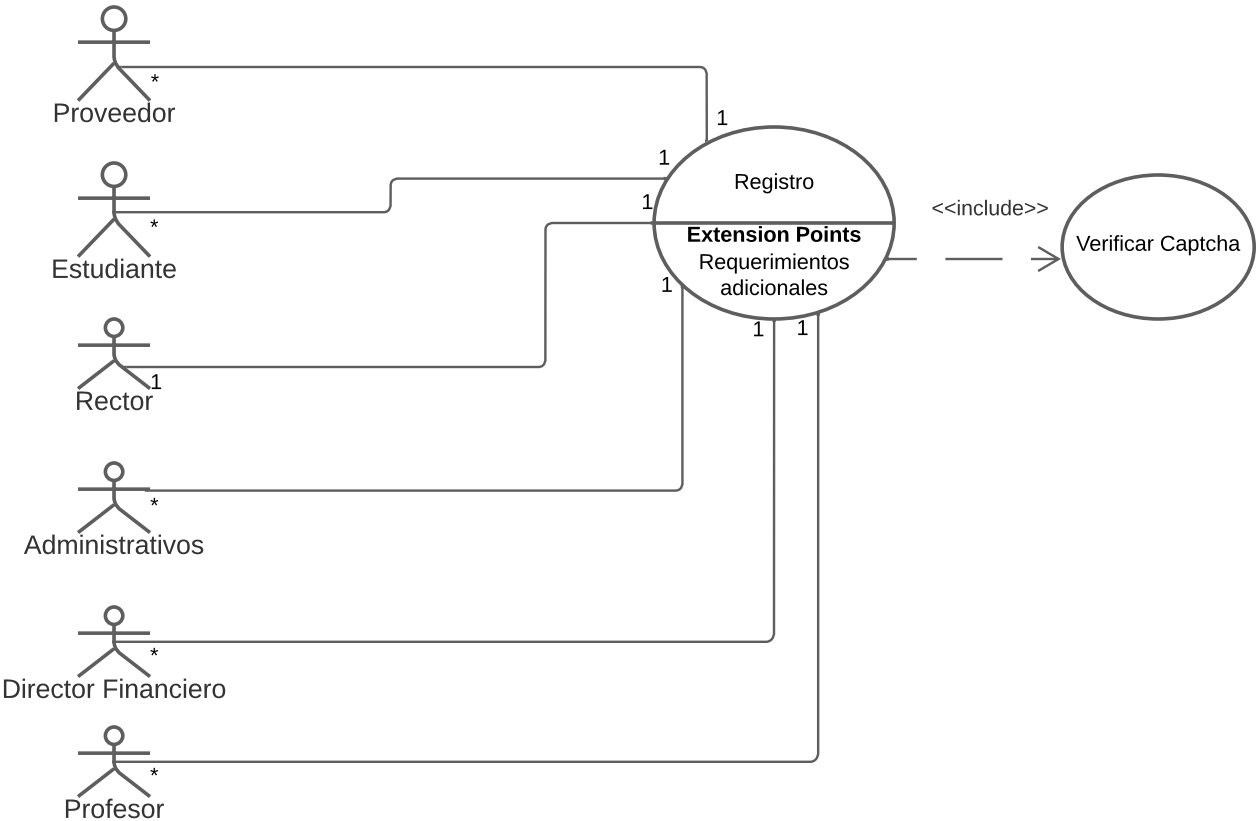 *
Proveedor
1
1
*
Estudiante
1
Registro
Extension Points
Requerimientos
adicionales
<<include>>
Verificar Captcha
1
1
1
1
Rector
*
Administrativos
*
Director Financiero
*
Profesor